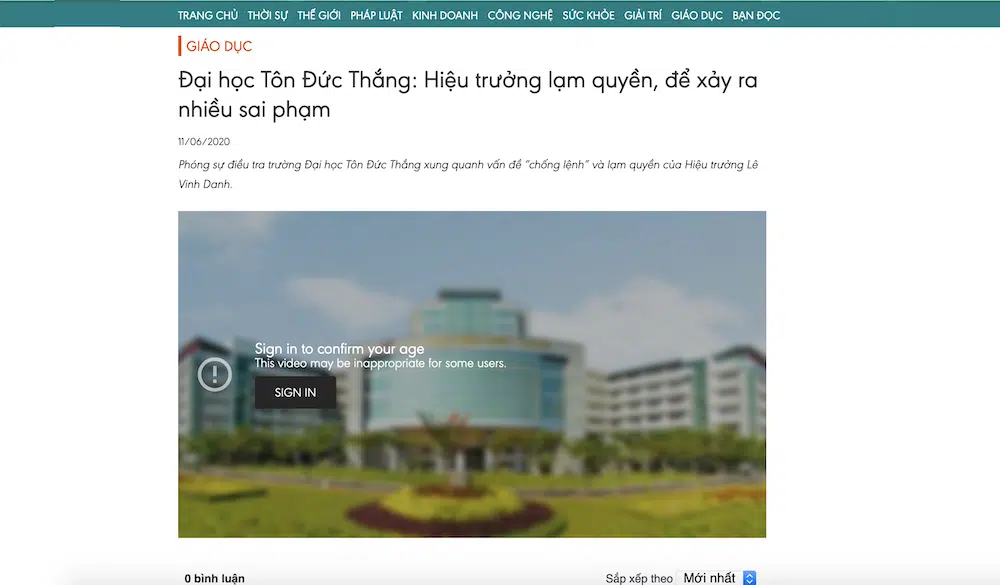 TRANG CHỦ THỜI SỰ THẾ GIỚI PHÁP LUẬT KINH DOANH CÔNG NGHỆ SỨC KHỎE GIẢI TRÍ GIÁO DỤC BẠN ĐỌC
GIÁO DỤC
Đại học Tôn Đức Thắng: Hiệu trưởng lạm quyền, để xảy ra
nhiều sai phạm
11/06/2020
Phóng sự điều tra trường Đại học Tôn Đức Thắng xung quanh vấn đề "chống lệnh" và lạm quyền của Hiệu trưởng Lê
Vinh Danh.
Sign in to confirm your age
This video may be inappropriate for some users.
SIGN IN
0 bình luận
Sắp xếp theo Mới nhất